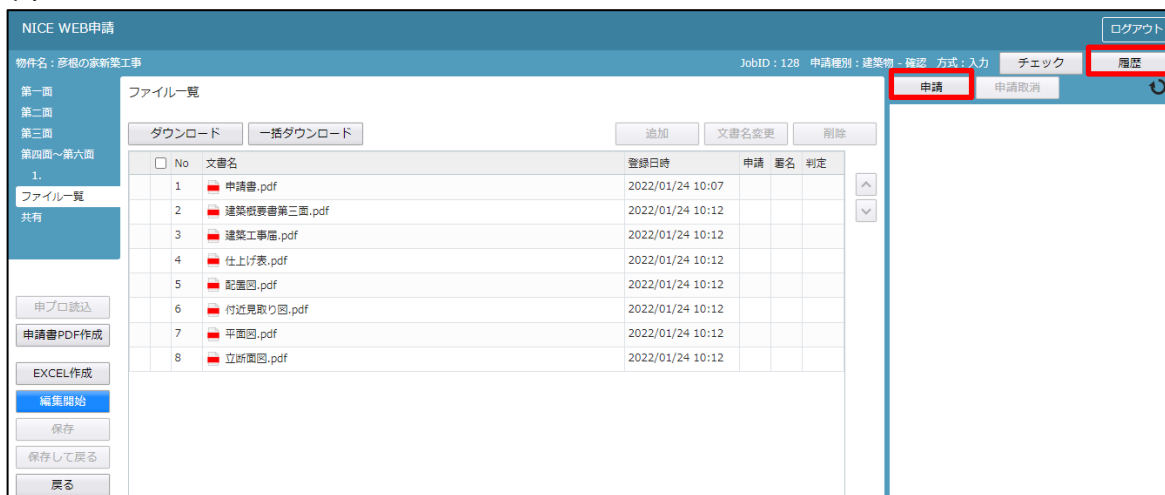 NICE WEB申請
ログアウト
物件名：彦根の家新築工事
JobID：128 申請種別：建築物 - 確認 方式：入力
チェック
履歴
第一面
第二面
第三面
第四面～第六面
1.
ファイル一覧
共有
申プロ読込
申請書PDF作成
EXCEL作成
編集開始
保存
保存して戻る
戻る
ファイル一覧
ダウンロード 一括ダウンロード 追加 文書名変更 削除
No 文書名 登録日時 申請 署名 判定
1 申請書.pdf 2022/01/24 10:07
2 建築概要書第三面.pdf 2022/01/24 10:12
3 建築工事届.pdf 2022/01/24 10:12
4 仕上げ表.pdf 2022/01/24 10:12
5 配置図.pdf 2022/01/24 10:12
6 付近見取り図.pdf 2022/01/24 10:12
7 平面図.pdf 2022/01/24 10:12
8 立断面図.pdf 2022/01/24 10:12
申請 申請取消